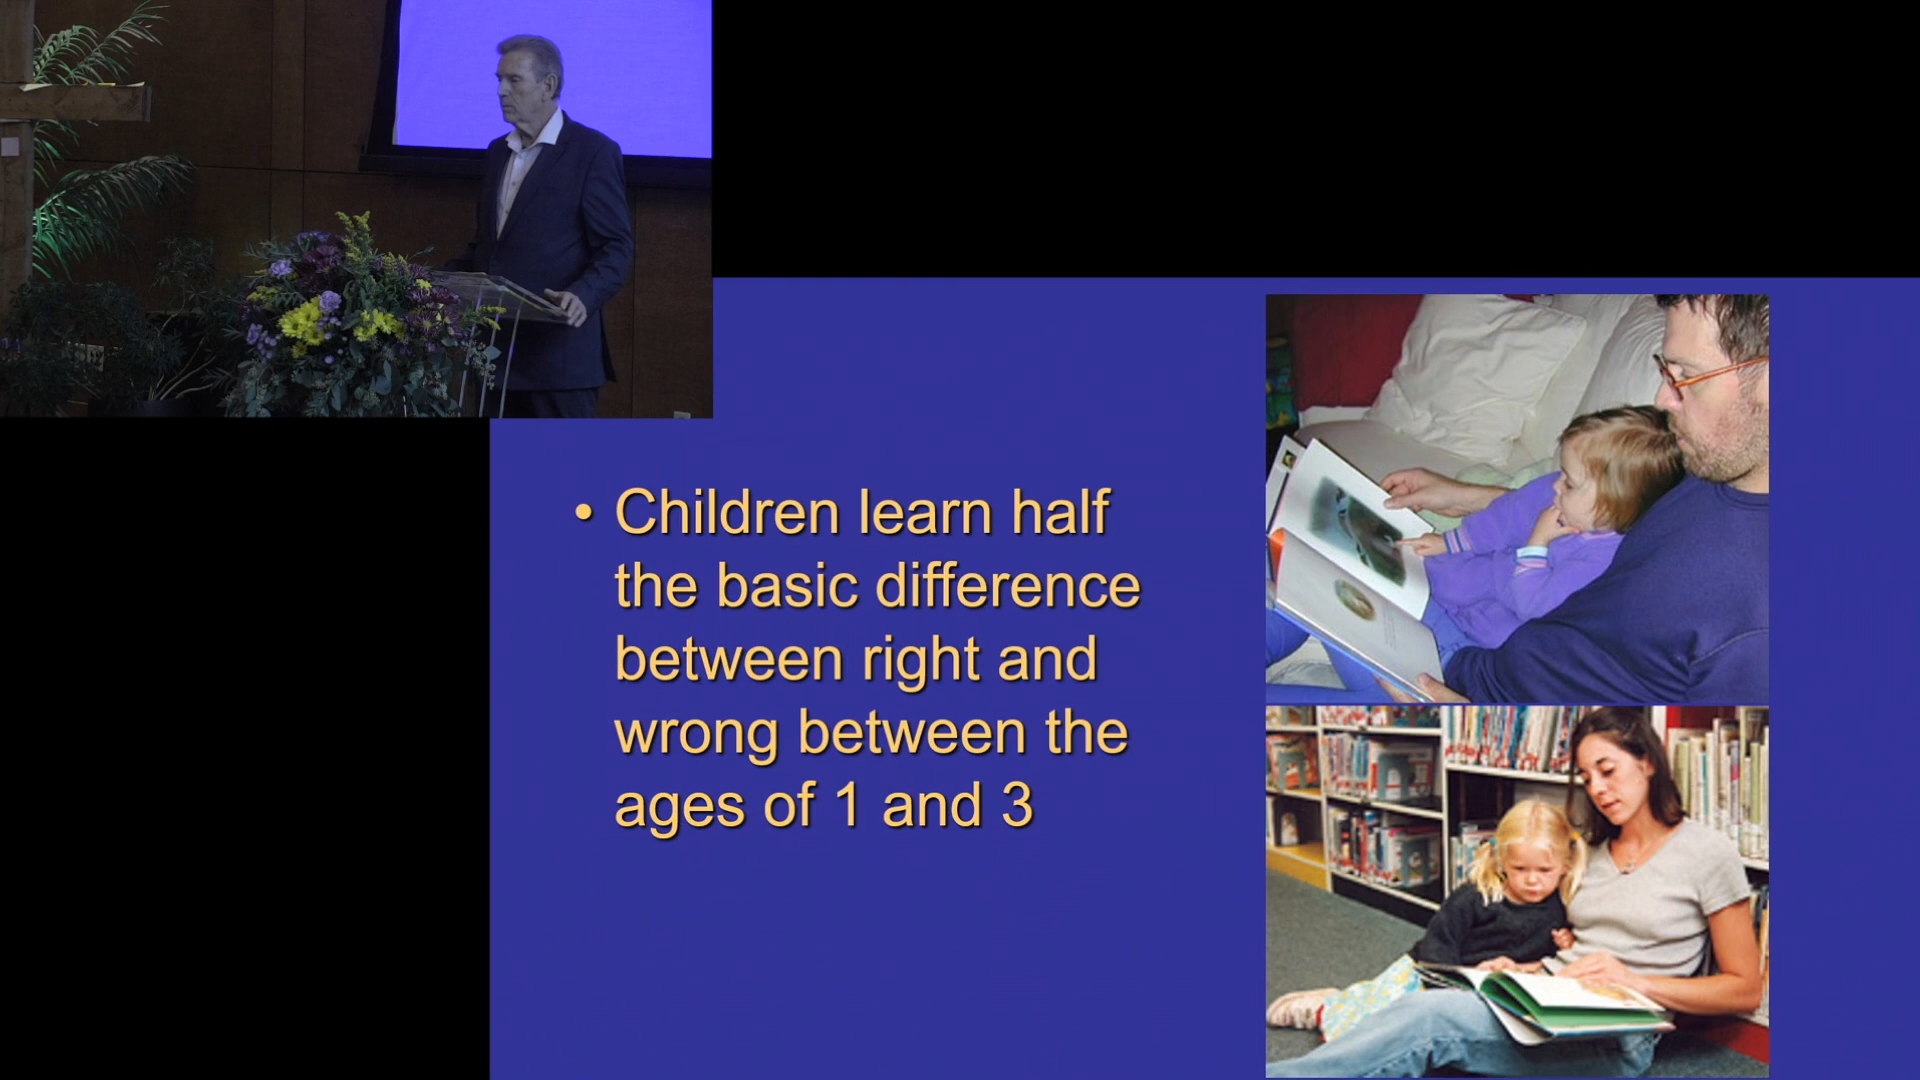 • Children learn half
the basic difference
between right and
wrong between the
ages of 1 and 3